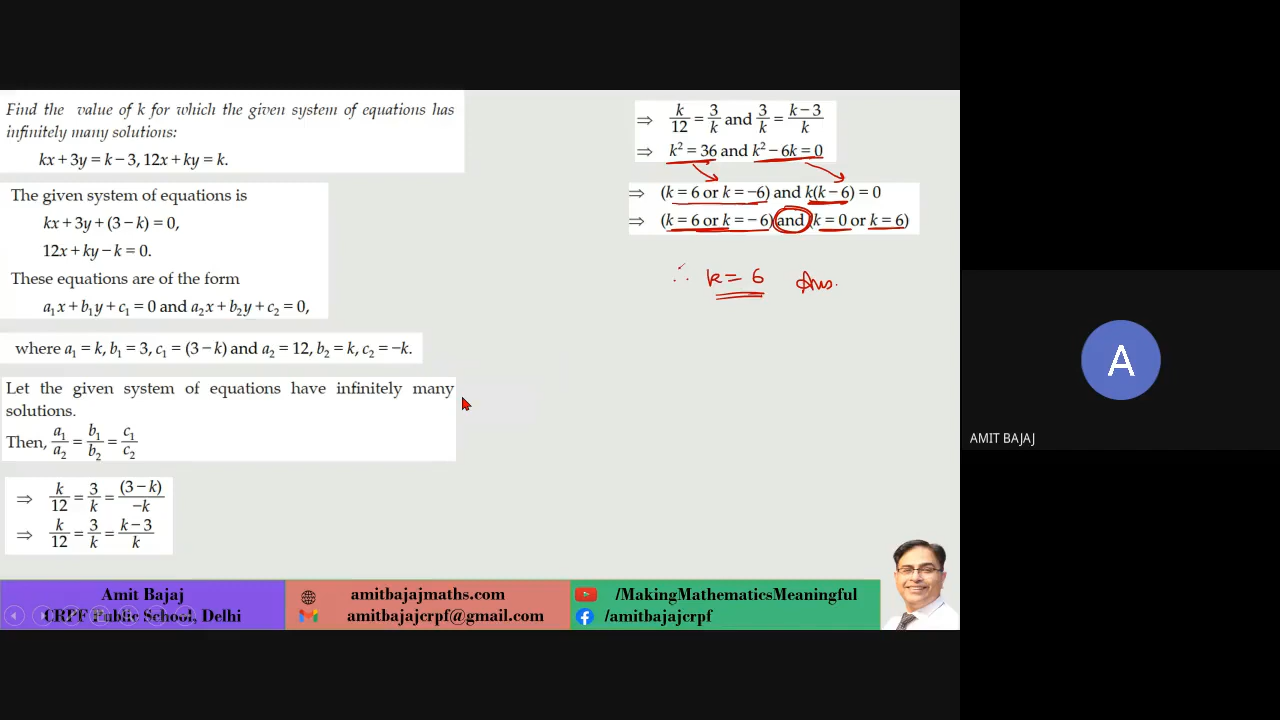 Find the value of k for which the given system of equations has
infinitely many solutions:
kx + 3y = k − 3, 12x + ky = k.
The given system of equations is
kx + 3y + (3 − k) = 0,
12x + ky − k = 0.
These equations are of the form
a₁x + b₁y + c₁ = 0 and a₂x + b₂y + c₂ = 0,
where a₁ = k, b₁ = 3, c₁ = (3 − k) and a₂ = 12, b₂ = k, c₂ = −k.
Let the given system of equations have infinitely many
solutions.
Then, a₁/a₂ = b₁/b₂ = c₁/c₂
⇒ k/12 = 3/k = (3 − k)/−k
⇒ k/12 = 3/k = k − 3/k
⇒ k/12 = 3/k and 3/k = k − 3/k
⇒ k² = 36 and k² − 6k = 0
⇒ (k = 6 or k = −6) and k(k − 6) = 0
⇒ (k = 6 or k = − 6) and (k = 0 or k = 6)
∴ k = 6 Ans.
A
AMIT BAJAJ
Amit Bajaj
CRPF Public School, Delhi
amitbajajmaths.com
amitbajajcrpf@gmail.com
/MakingMathematicsMeaningful
/amitbajajcrpf